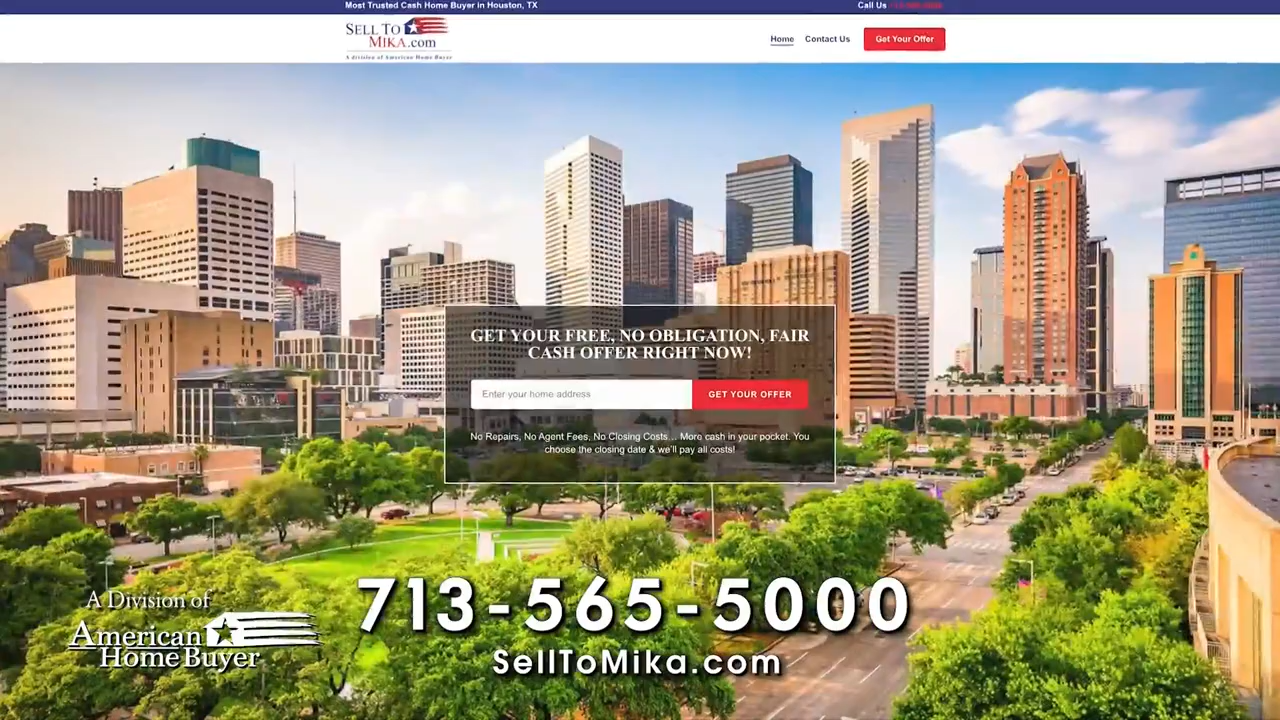 Most Trusted Cash Home Buyer in Houston, TX
Call Us
SELL TO
MIKA.com
A division of American Home Buyer
Home
Contact Us
Get Your Offer
GET YOUR FREE, NO OBLIGATION, FAIR
CASH OFFER RIGHT NOW!
Enter your home address
GET YOUR OFFER
No Repairs, No Agent Fees, No Closing Costs... More cash in your pocket. You
choose the closing date & we'll pay all costs!
713-565-5000
SellToMika.com
A Division of
American
Home Buyer